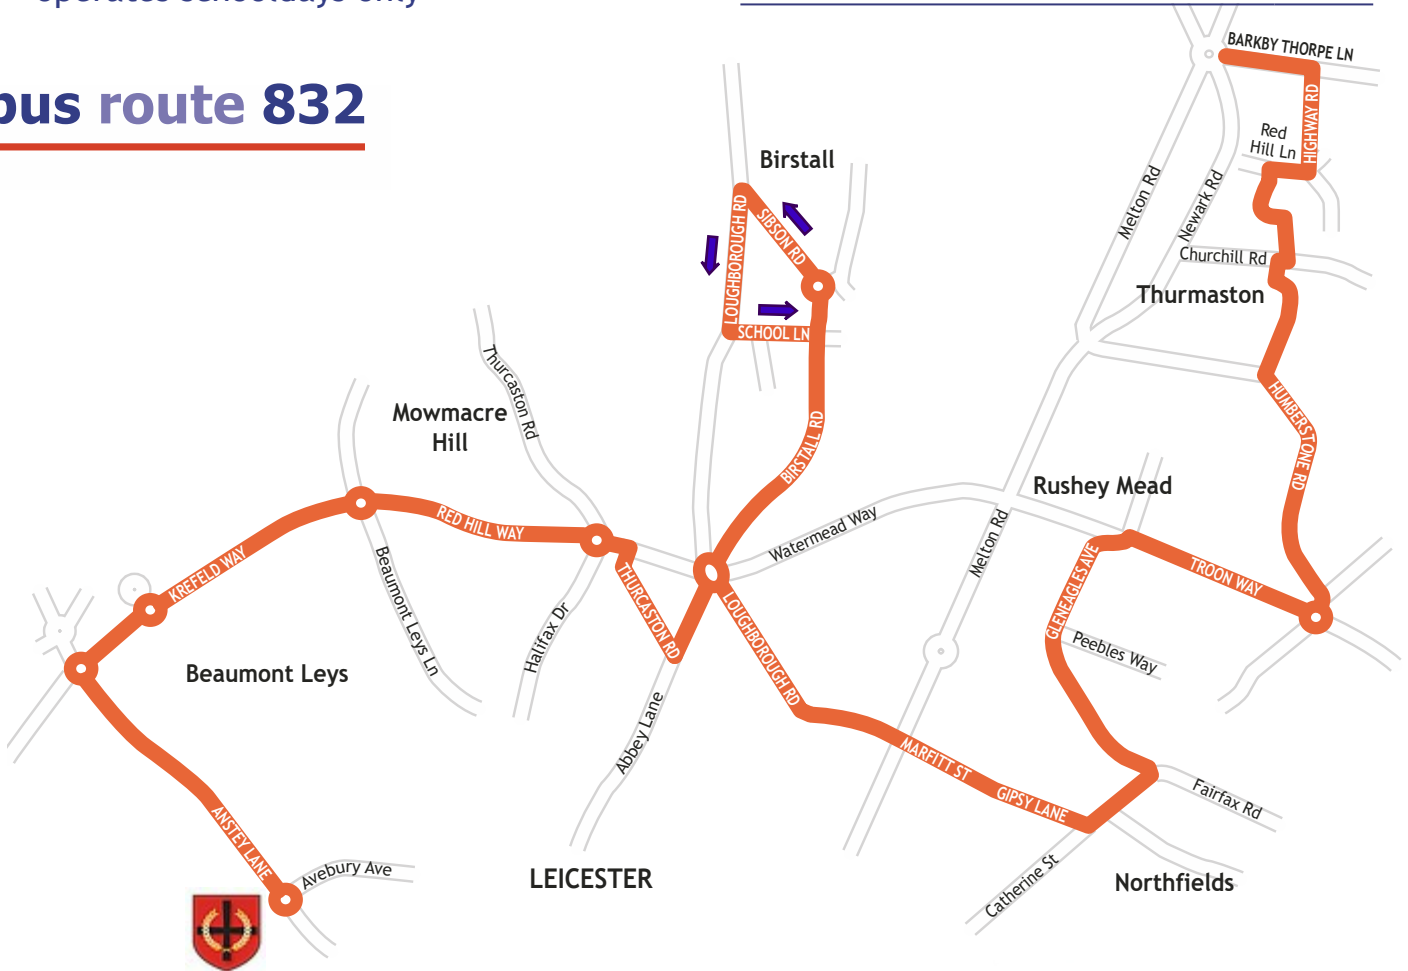 operates schooldays only
bus route 832
BARKBY THORPE LN
HIGHWAY RD
Red
Hill Ln
Melton Rd
Newark Rd
Churchill Rd
Thurmaston
Birstall
LOUGHBOROUGH RD
SIBSON RD
SCHOOL LN
Thurcaston Rd
Mowmacre
Hill
HUMBERSTONE RD
BIRSTALL RD
Rushey Mead
RED HILL WAY
Watermead Way
Melton Rd
KREFELD WAY
Beaumont Leys Ln
Halifax Dr
THURCASTON RD
LOUGHBOROUGH RD
GLENEAGLES AVE
TROON WAY
Peebles Way
Beaumont Leys
Abbey Lane
MARFITT ST
GIPSY LANE
Fairfax Rd
ANSTEY LANE
Avebury Ave
LEICESTER
Catherine St
Northfields